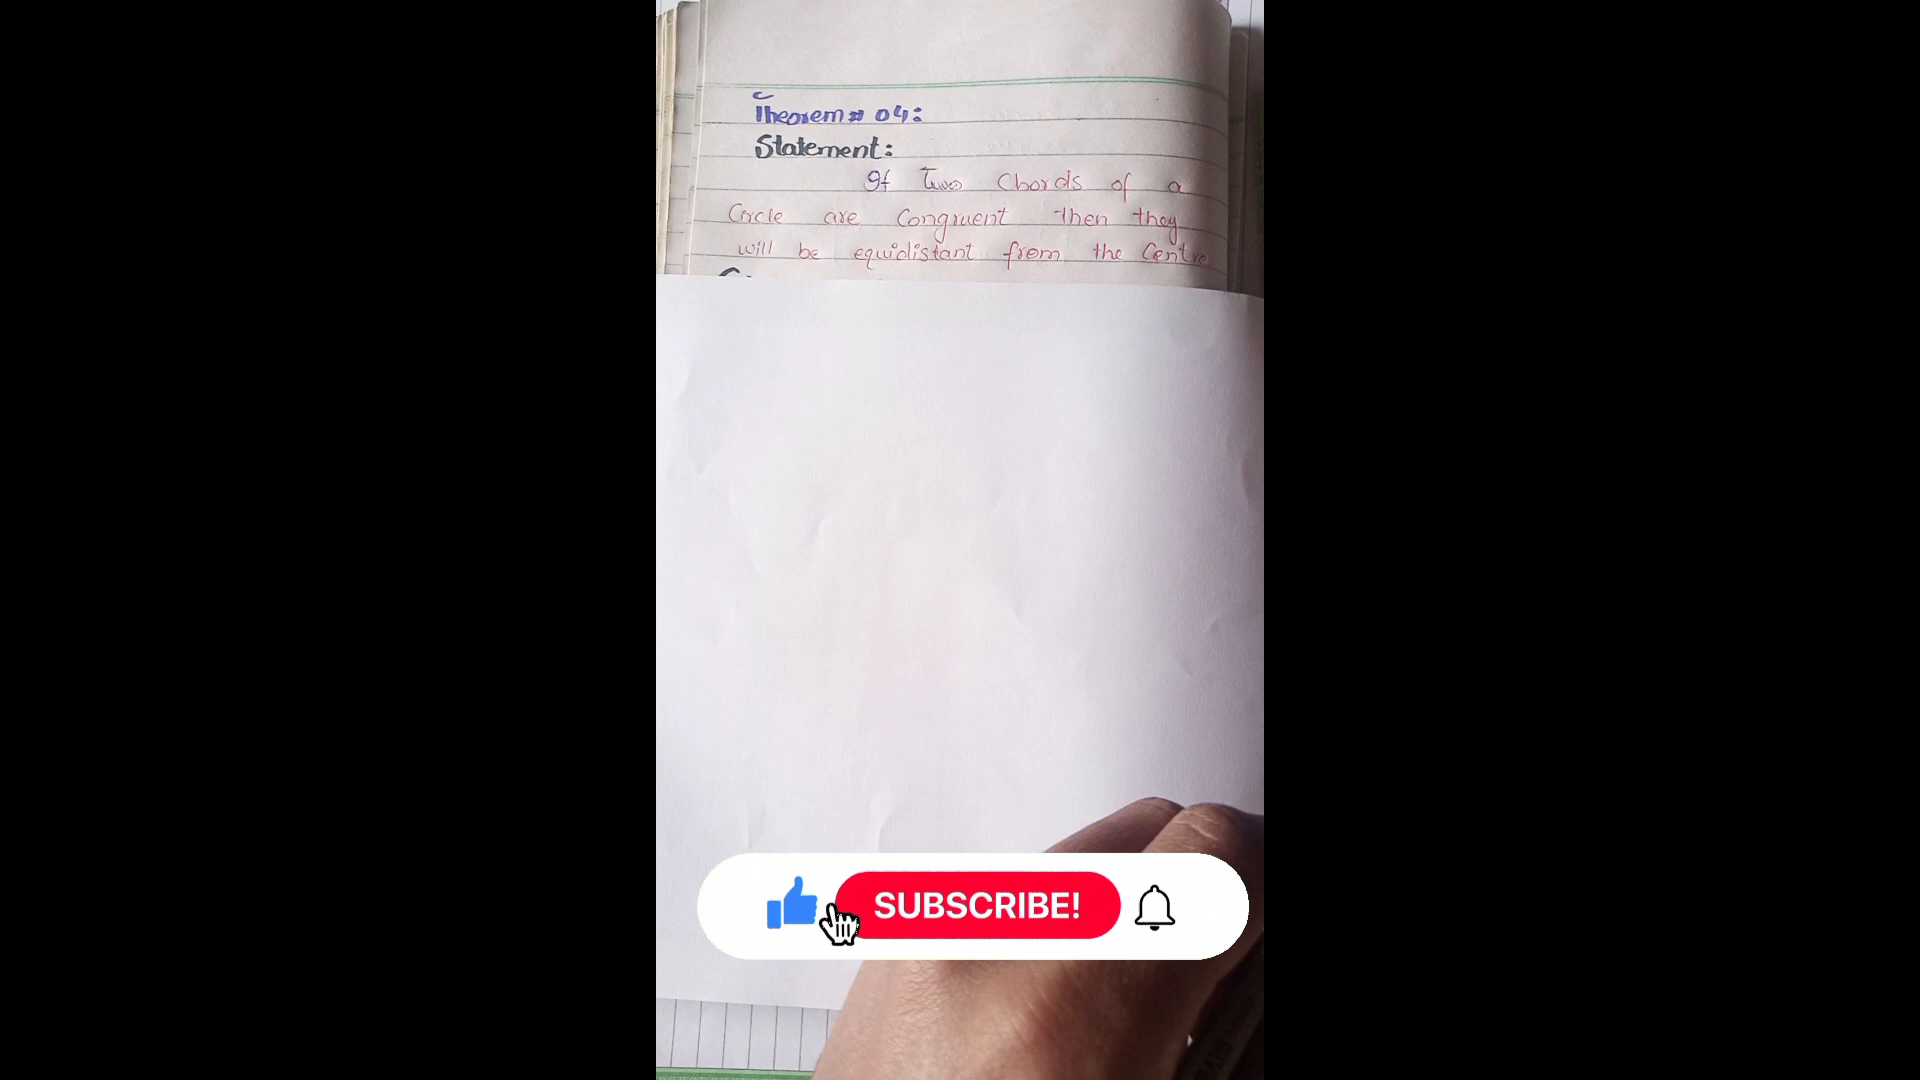 Theorem # 04:
Statement:
If Two Chords of a
Circle are Congruent then they
will be equidistant from the Centre
SUBSCRIBE!